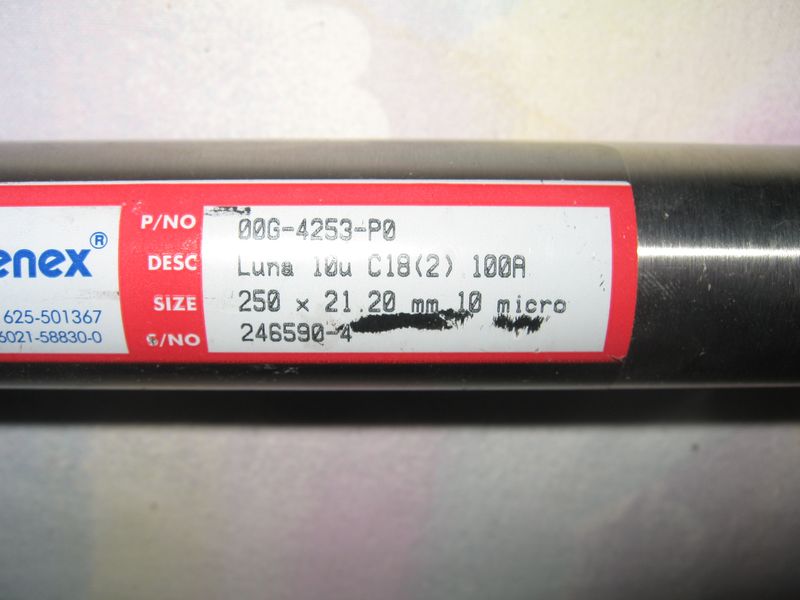 enex®
625-501367
6021-58830-0
P/NO 00G-4253-P0
DESC Luna 10u C18(2) 100A
SIZE 250 x 21.20 mm 10 micro
S/NO 246590-4